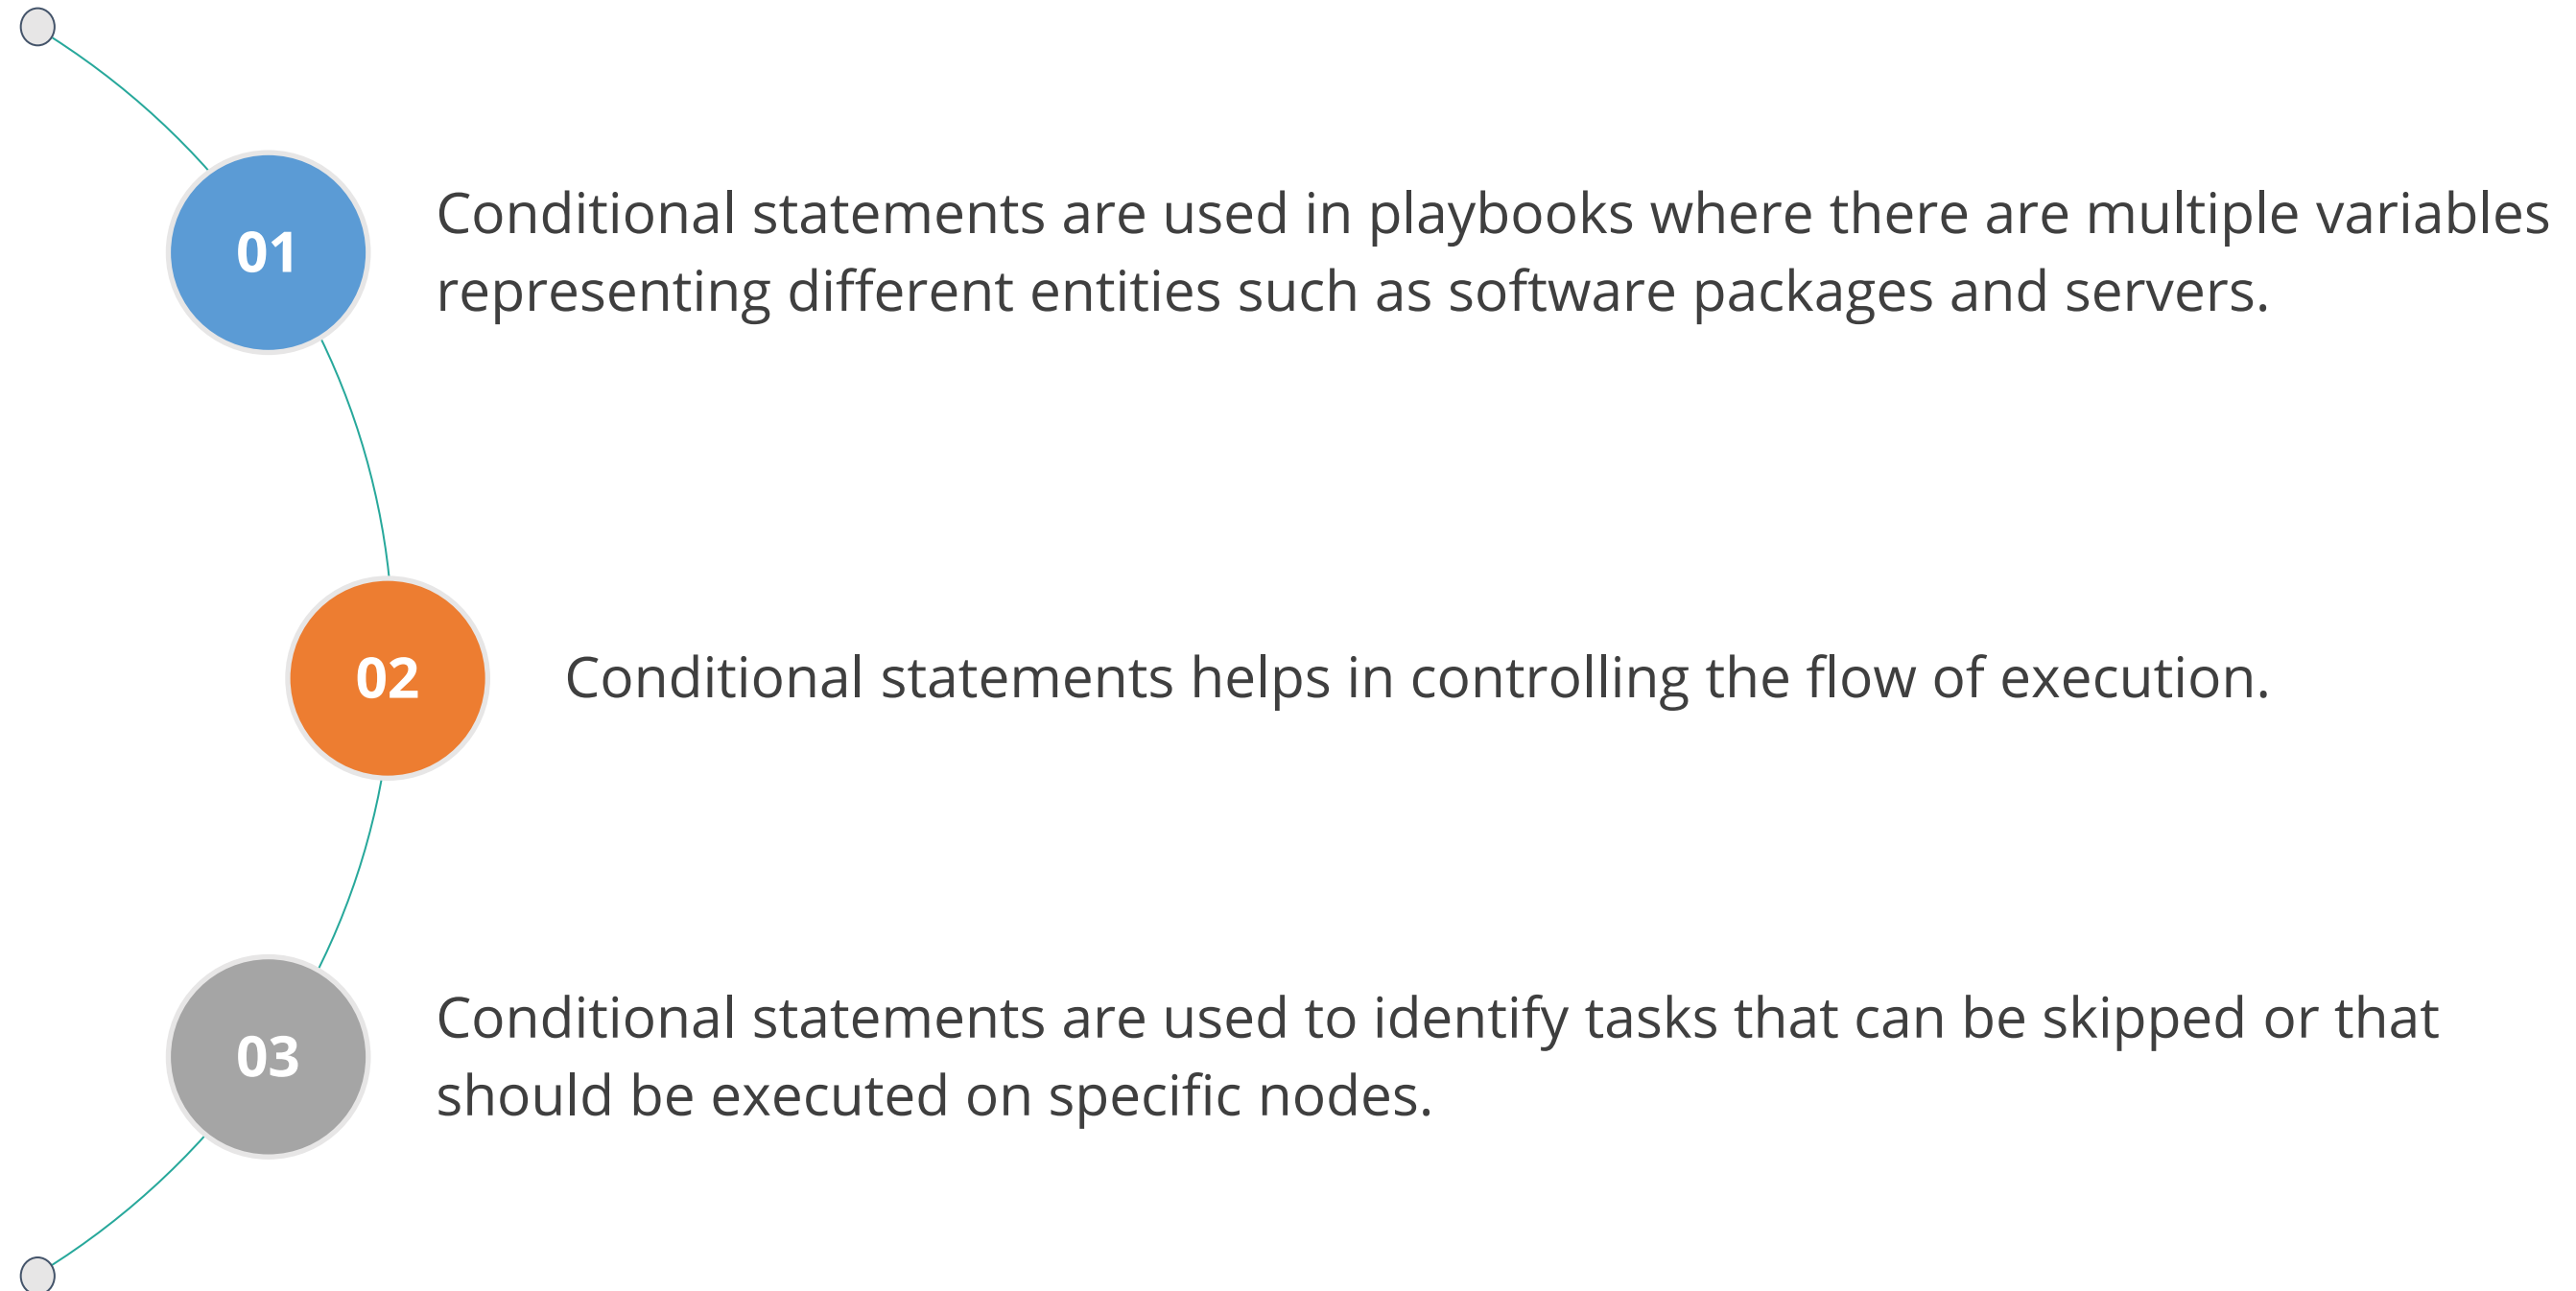 01
Conditional statements are used in playbooks where there are multiple variables
representing different entities such as software packages and servers.
02
Conditional statements helps in controlling the flow of execution.
03
Conditional statements are used to identify tasks that can be skipped or that
should be executed on specific nodes.